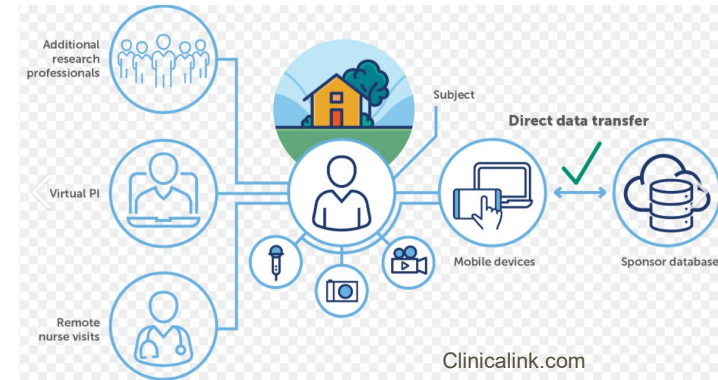 Additional
research
professionals
Subject
Direct data transfer
Virtual PI
Mobile devices
Sponsor database
Remote
nurse visits
Clinicalink.com